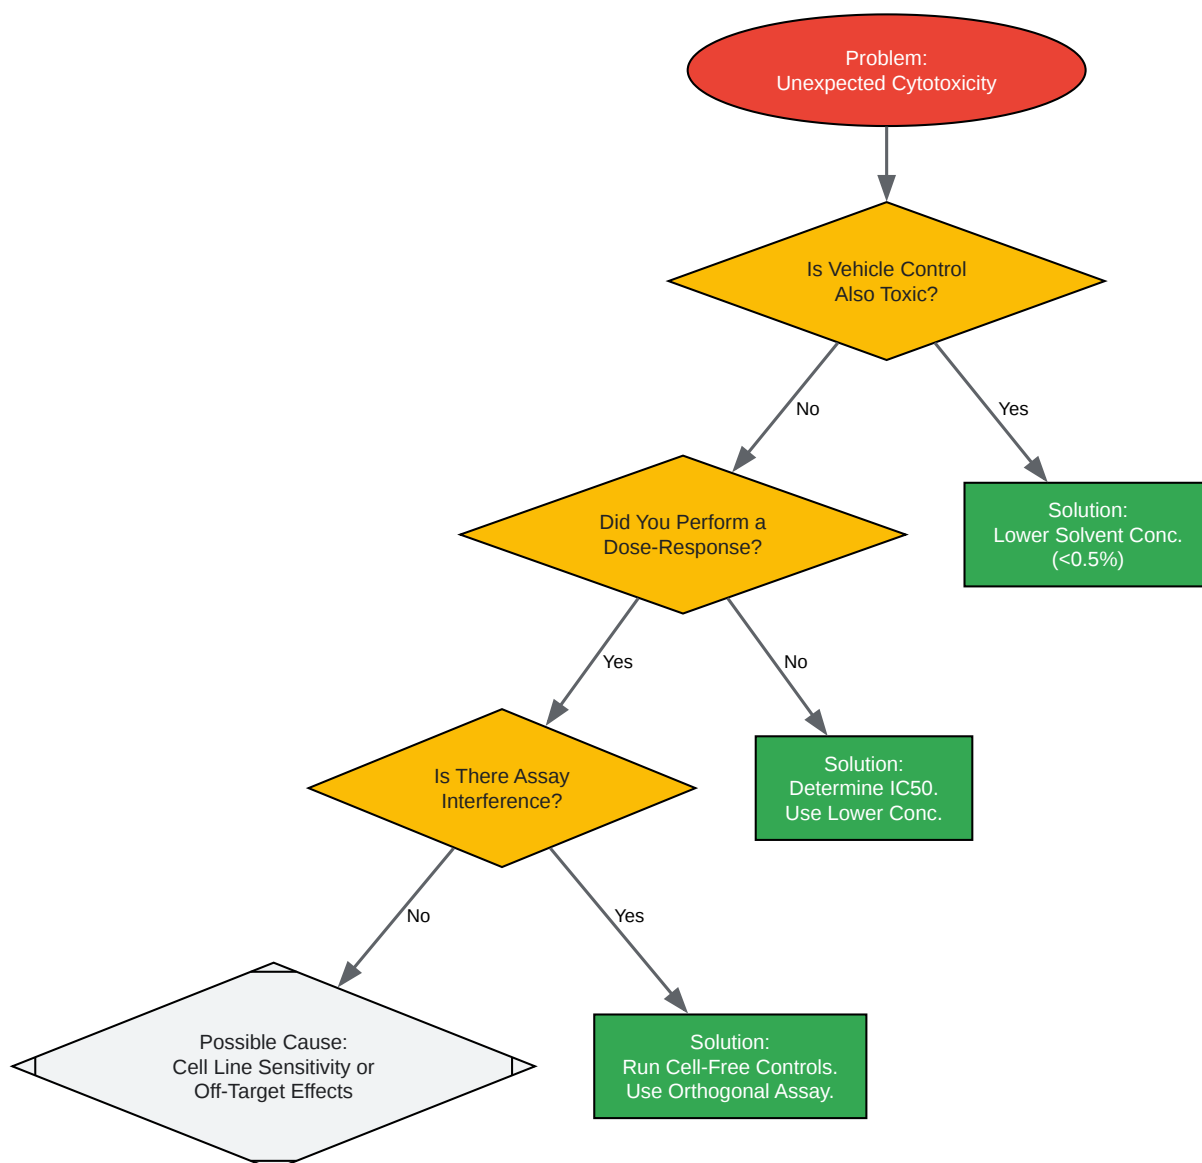 Problem:
Unexpected Cytotoxicity
Is Vehicle Control
Also Toxic?
No
Yes
Did You Perform a
Dose-Response?
Solution:
Lower Solvent Conc.
(<0.5%)
Yes
No
Is There Assay
Interference?
Solution:
Determine IC50.
Use Lower Conc.
No
Yes
Possible Cause:
Cell Line Sensitivity or
Off-Target Effects
Solution:
Run Cell-Free Controls.
Use Orthogonal Assay.